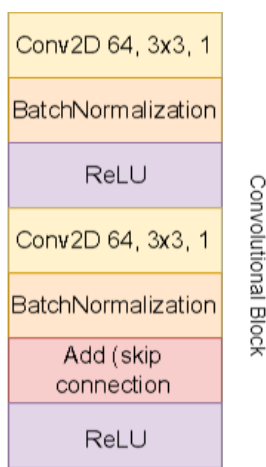 Conv2D 64, 3x3, 1
BatchNormalization
ReLU
Conv2D 64, 3x3, 1
BatchNormalization
Add (skip
connection
ReLU
Convolutional Block